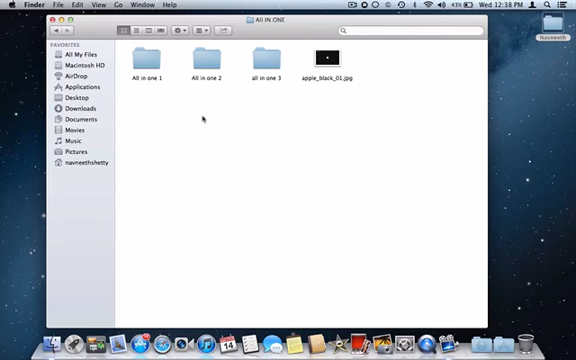 Finder File Edit View Go Window Help
43% Wed 12:38 PM
All in ONE
FAVORITES
All My Files
Macintosh HD
AirDrop
Applications
Desktop
Downloads
Documents
Movies
Music
Pictures
navneethshetty
All in one 1
All in one 2
all in one 3
apple_black_01.jpg
Navneeth
14